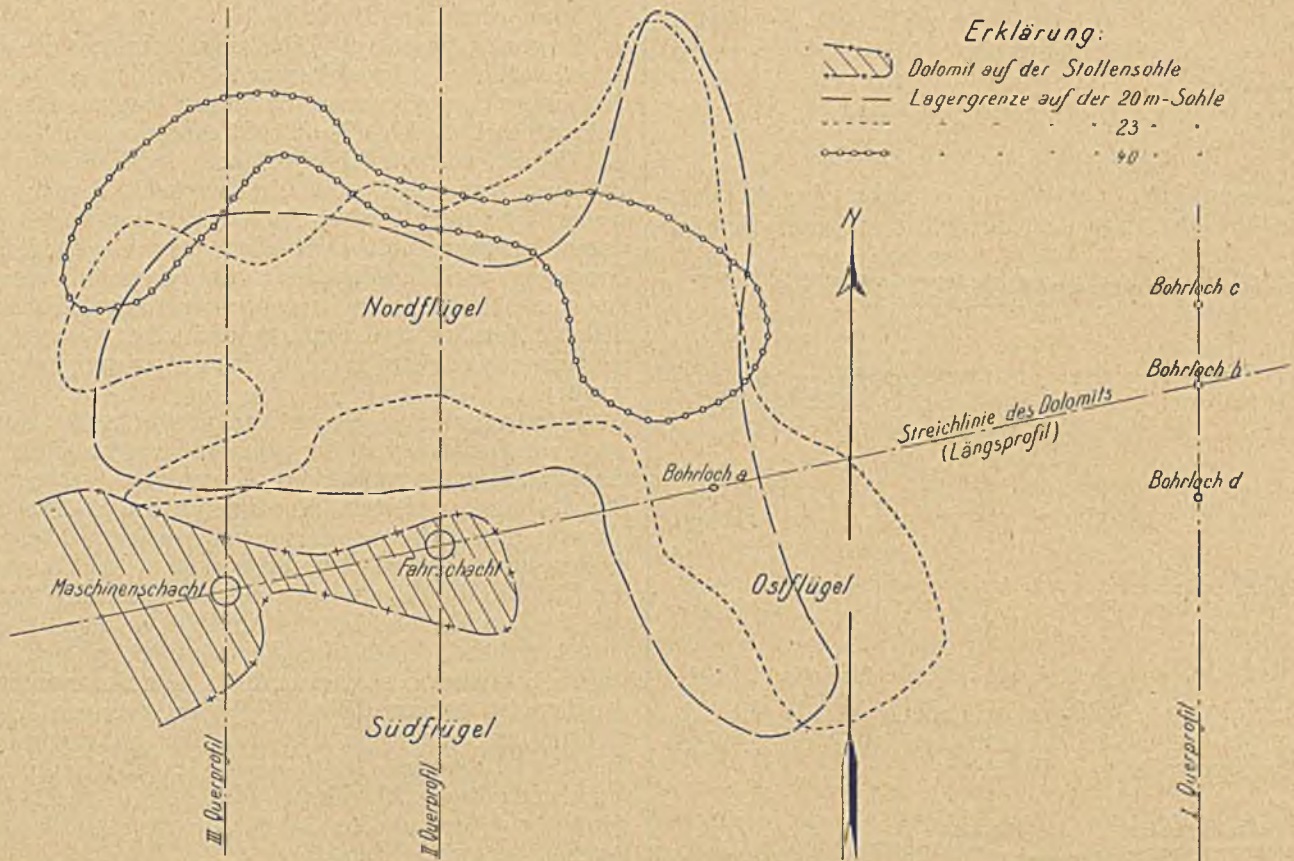 Erklärung:
Dolomit auf der Stollensohle
Lagergrenze auf der 20m-Sohle
" " " 23 " "
" " " 40 " "
N
Bohrloch c
Bohrloch b
Streichlinie des Dolomits
(Längsprofil)
Bohrloch d
Nordflügel
Bohrloch a
Maschinenschacht
Fahrschacht
Ostflügel
Südflügel
III Querprofil
II Querprofil
I Querprofil